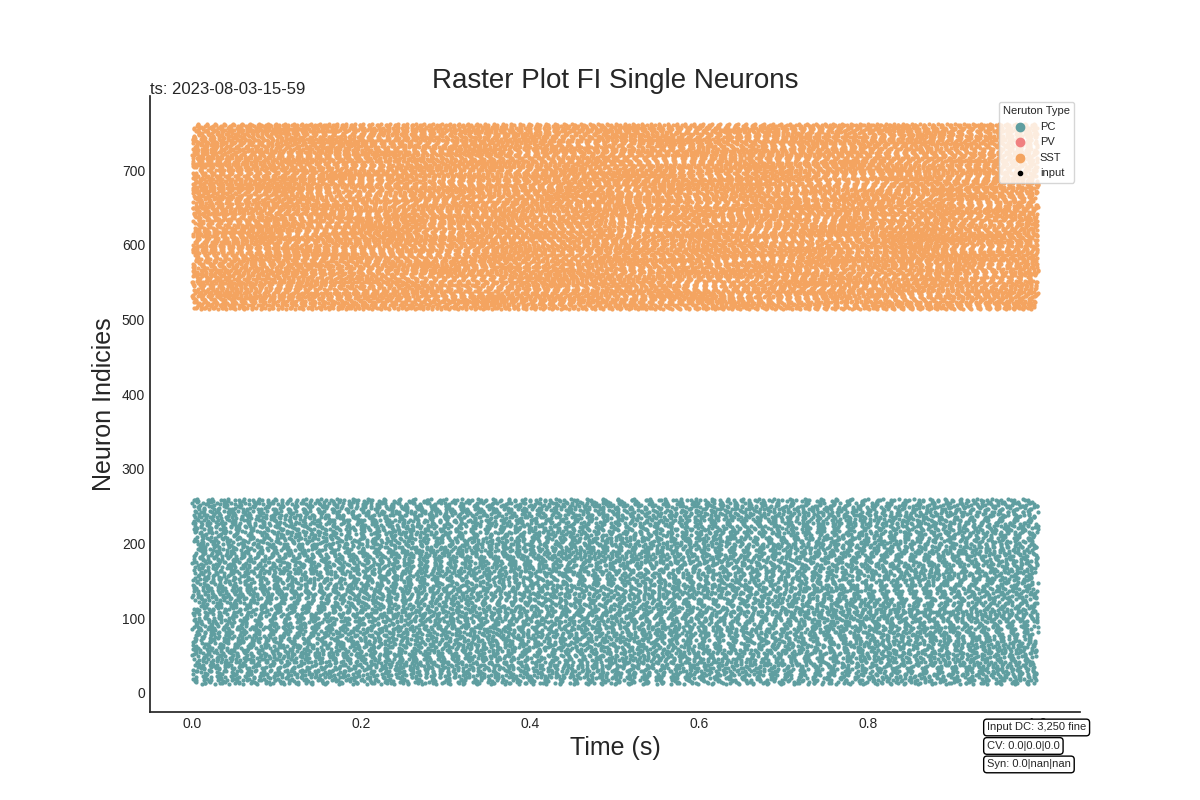 Raster Plot FI Single Neurons
ts: 2023-08-03-15-59
Neruton Type
PC
PV
SST
input
Neuron Indicies
700
600
500
400
300
200
100
0
0.0 0.2 0.4 0.6 0.8
Time (s)
Input DC: 3,250 fine
CV: 0.0|0.0|0.0
Syn: 0.0|nan|nan